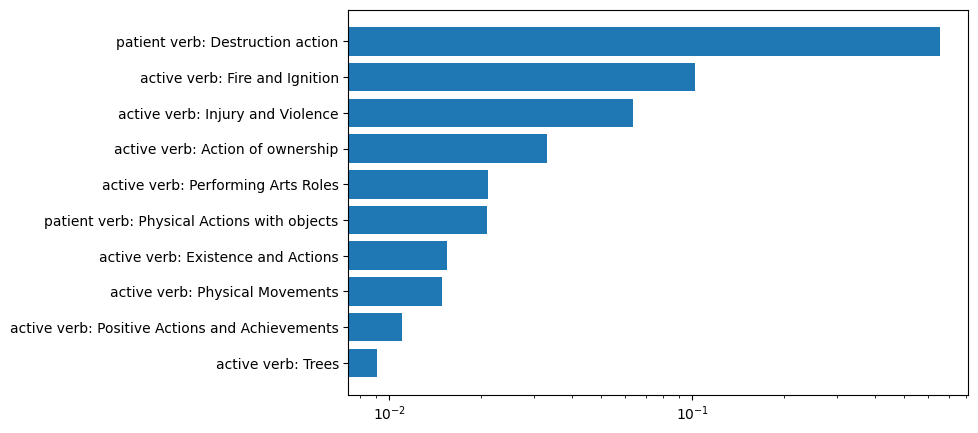 patient verb: Destruction action
active verb: Fire and Ignition
active verb: Injury and Violence
active verb: Action of ownership
active verb: Performing Arts Roles
patient verb: Physical Actions with objects
active verb: Existence and Actions
active verb: Physical Movements
active verb: Positive Actions and Achievements
active verb: Trees
10⁻² 10⁻¹